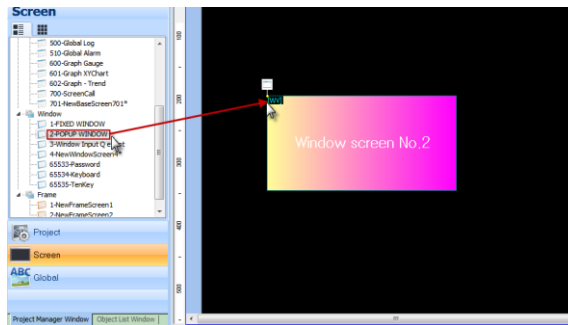 Screen
500-Global Log
510-Global Alarm
600-Graph Gauge
601-Graph XYChart
602-Graph - Trend
700-ScreenCall
701-NewBaseScreen701*
Window
1-FIXED WINDOW
2-POPUP WINDOW
3-Window Input Q e
4-NewWindowScreen4
65533-Password
65534-Keyboard
65535-TenKey
Frame
1-NewFrameScreen1
2-NewFrameScreen2
Project
Screen
ABC
Global
Project Manager Window
Object List Window
100
200
300
400
500
Window screen No.2